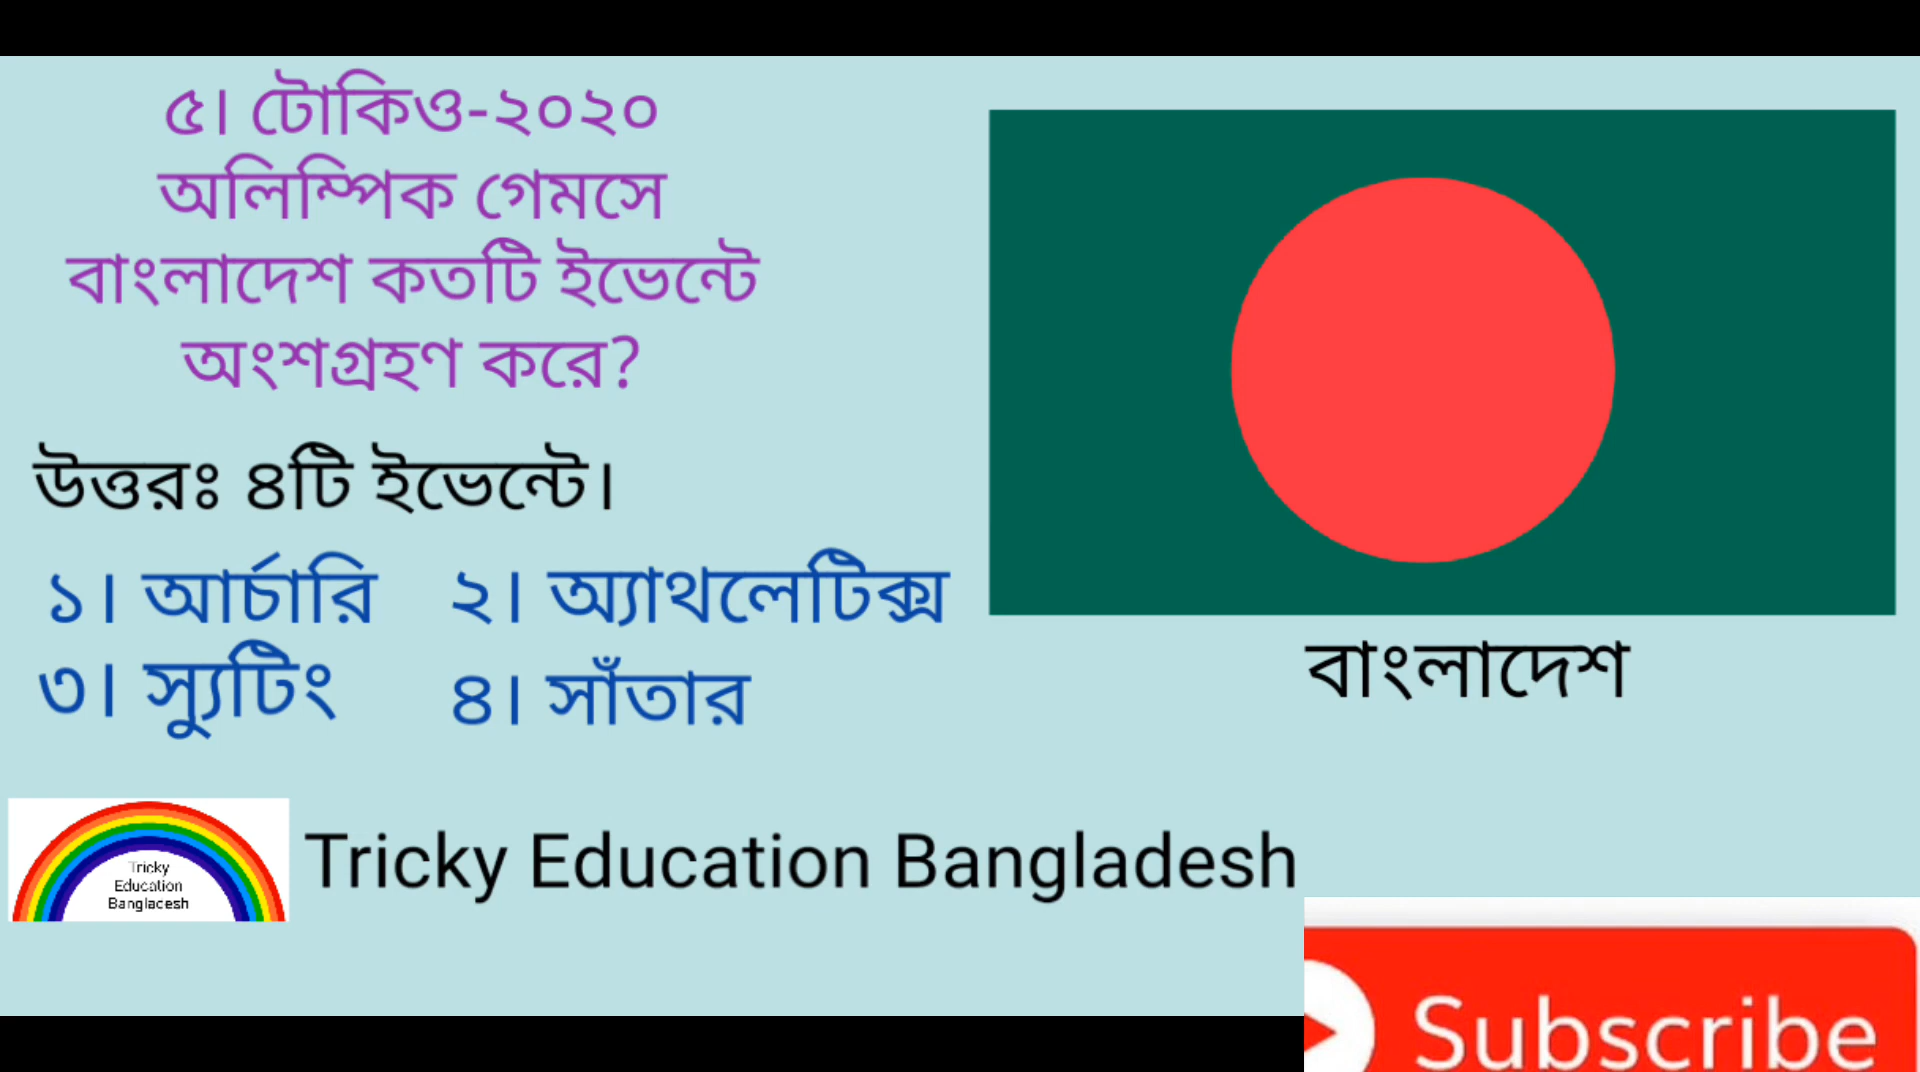 ৫। টোকিও-২০২০
অলিম্পিক গেমসে
বাংলাদেশ কতটি ইভেন্টে
অংশগ্রহণ করে?
উত্তরঃ ৪টি ইভেন্টে।
১। আর্চারি ২। অ্যাথলেটিক্স
৩। স্যুটিং ৪। সাঁতার
বাংলাদেশ
Tricky
Education
Banglacesh
Tricky Education Bangladesh
Subscribe